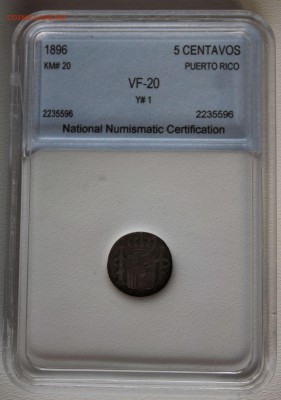 1896 5 CENTAVOS
KM# 20 PUERTO RICO
VF-20
Y# 1
2235596 2235596
National Numismatic Certification